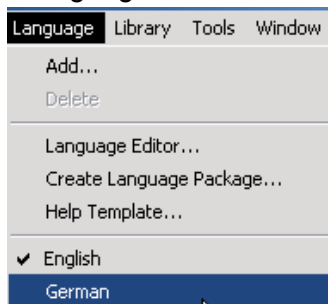 Language Library Tools Window
Add...
Delete
Language Editor...
Create Language Package...
Help Template...
✔ English
German